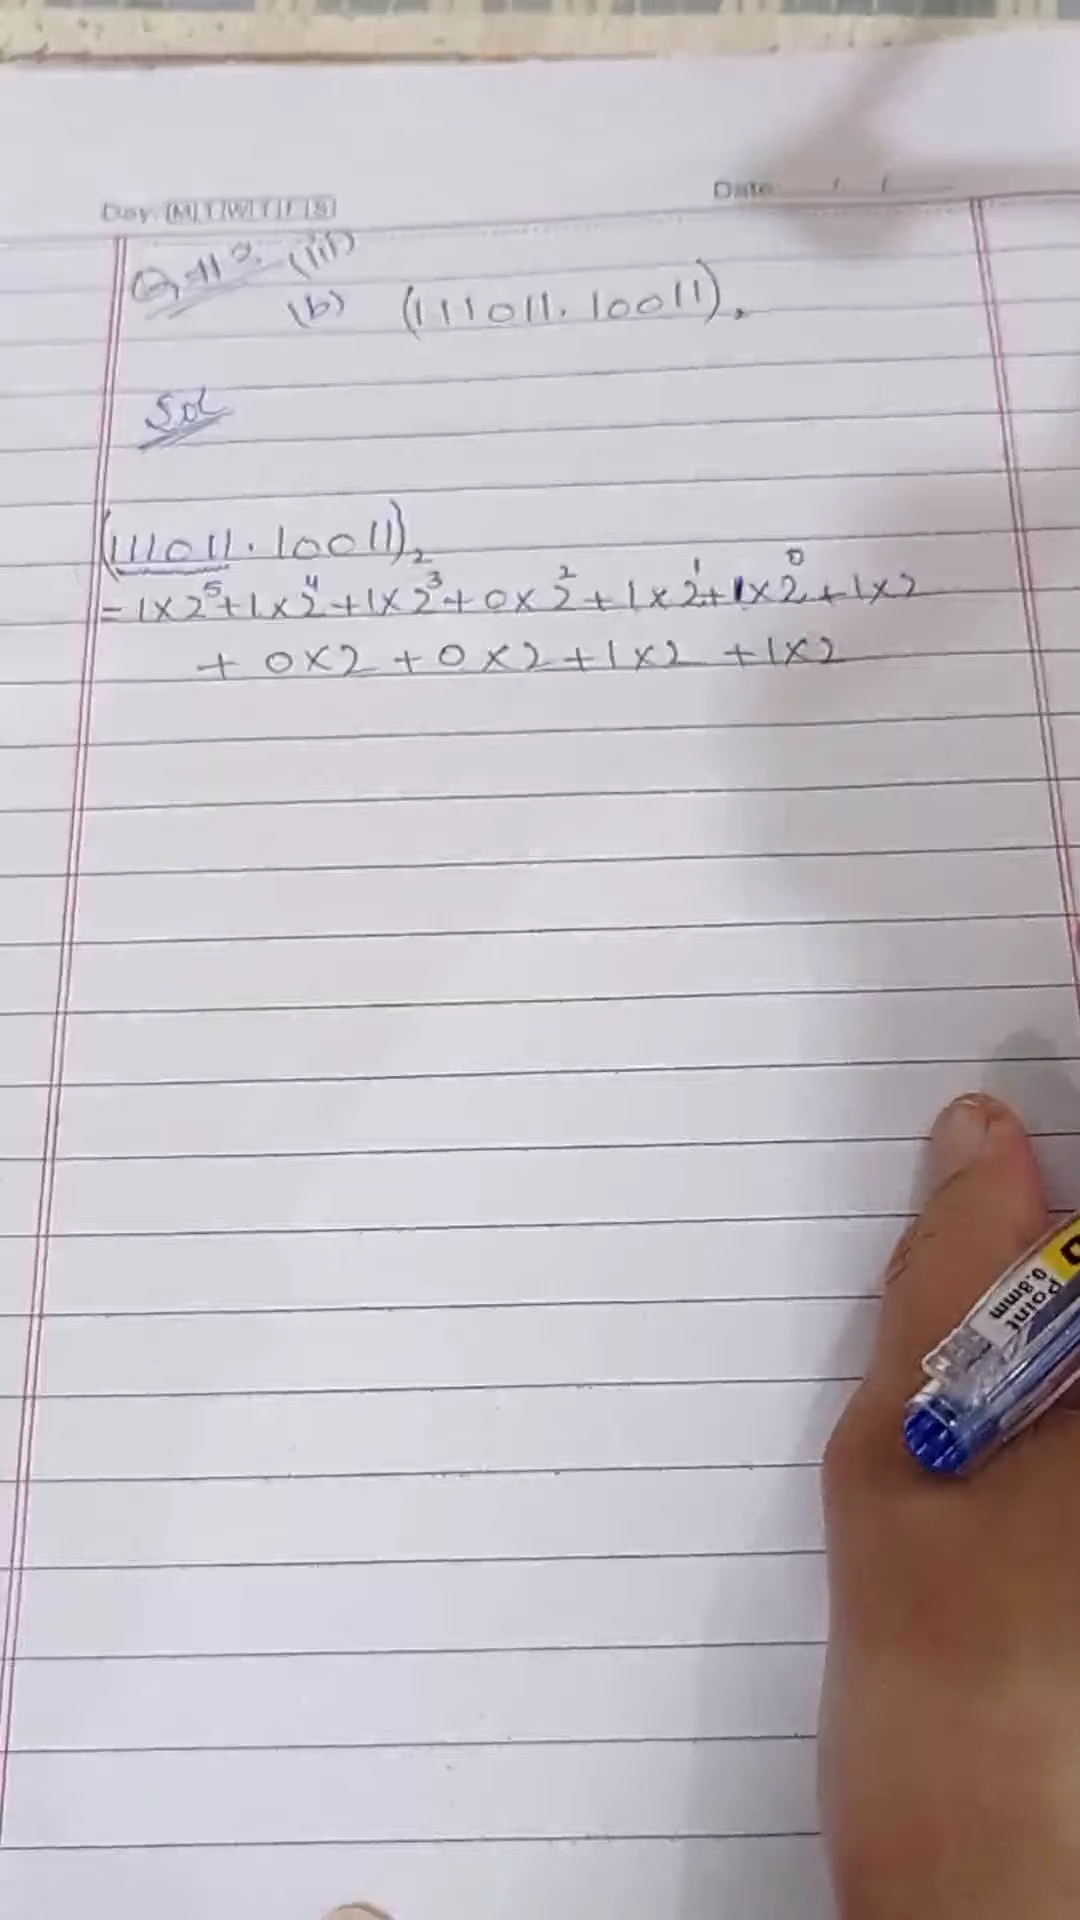 Day: M T W T F S
Date: / /
Q.11: (iii)
(b) (111011.10011)₂
Sol
(111011.10011)₂
= 1×2⁵+1×2⁴+1×2³+0×2²+1×2¹+1×2⁰+1×2
+ 0×2 + 0×2 + 1×2 + 1×2
Point
0.8mm